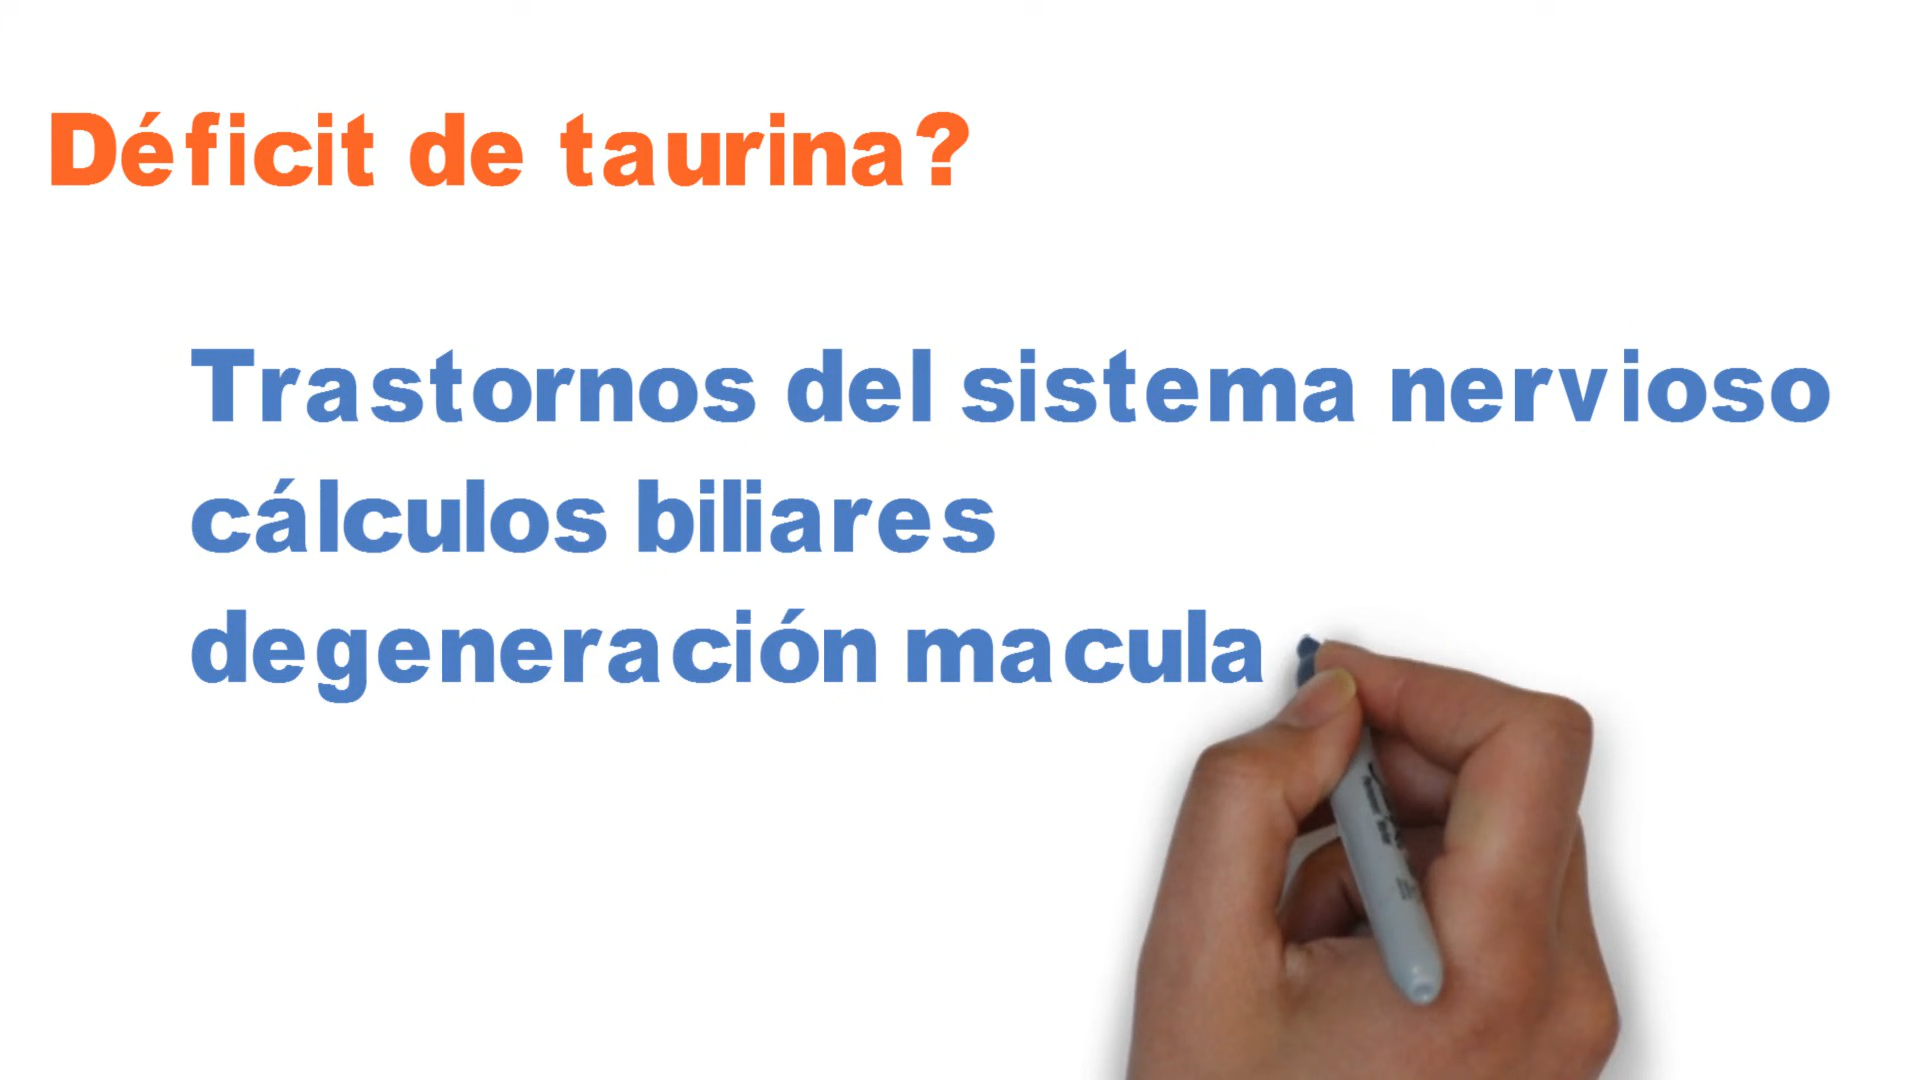 Déficit de taurina?
Trastornos del sistema nervioso
cálculos biliares
degeneración macula